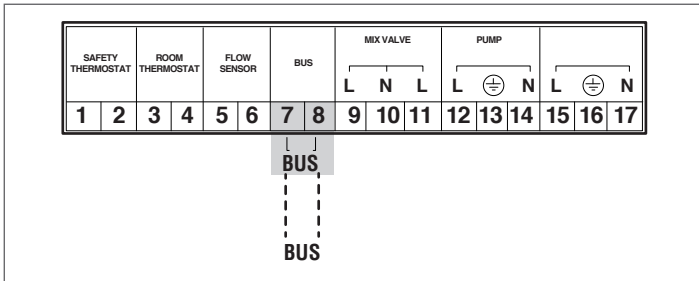 SAFETY THERMOSTAT ROOM THERMOSTAT FLOW SENSOR BUS MIX VALVE PUMP
L N L L N L N
1 2 3 4 5 6 7 8 9 10 11 12 13 14 15 16 17
BUS
BUS